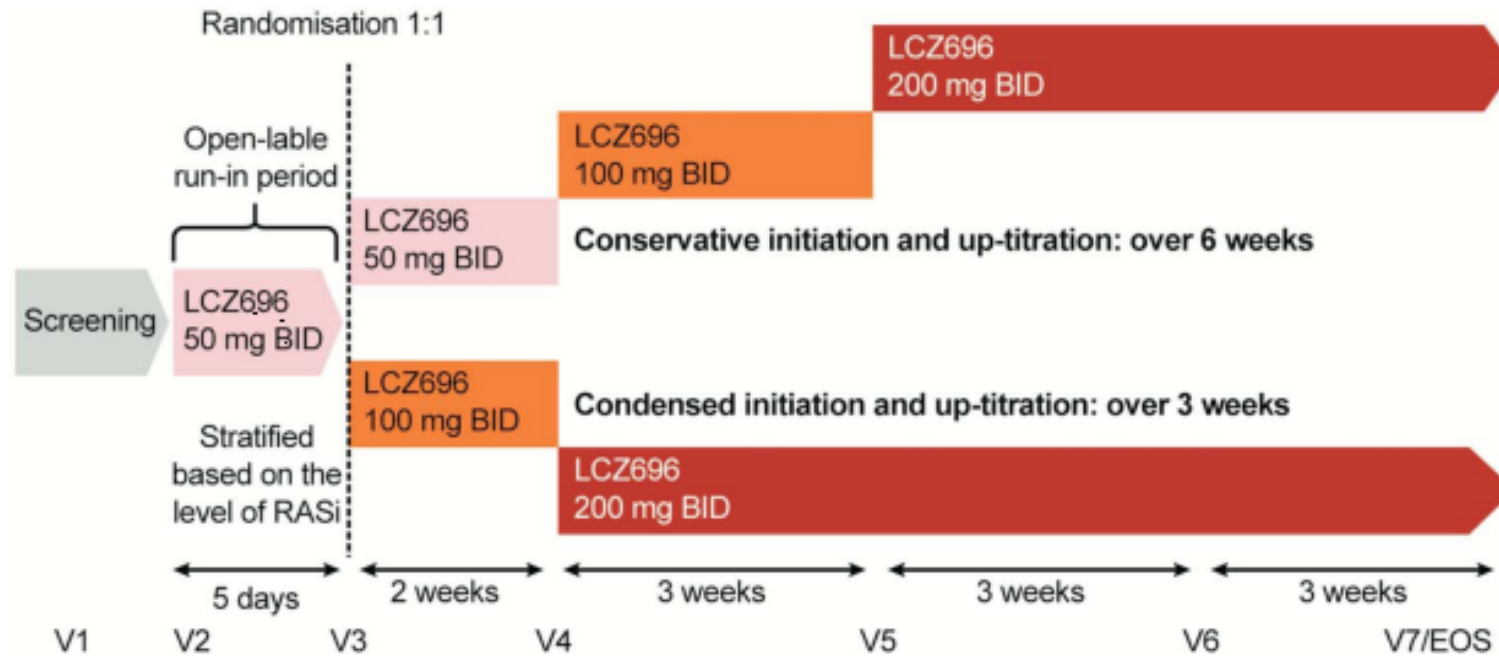 Randomisation 1:1
LCZ696
200 mg BID
Open-lable
run-in period
LCZ696
100 mg BID
LCZ696
50 mg BID
Conservative initiation and up-titration: over 6 weeks
Screening
LCZ696
50 mg BID
LCZ696
100 mg BID
Condensed initiation and up-titration: over 3 weeks
Stratified
based on the
level of RASi
LCZ696
200 mg BID
5 days
2 weeks
3 weeks
3 weeks
3 weeks
V1
V2
V3
V4
V5
V6
V7/EOS